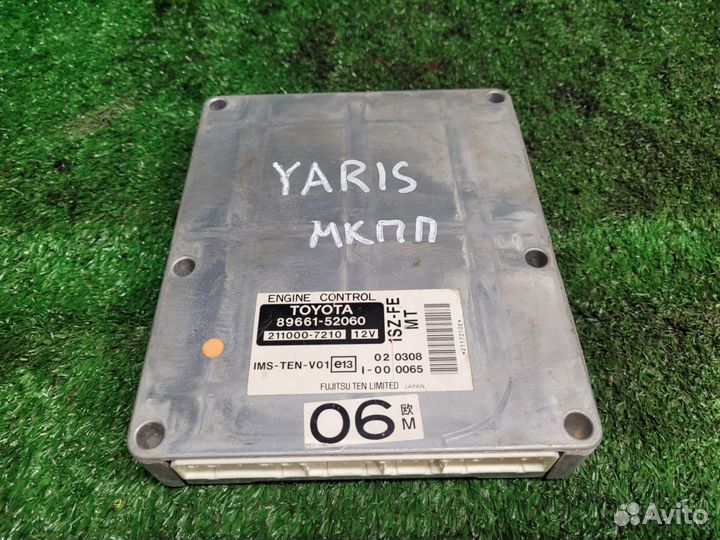 YARIS
МКПП
ENGINE CONTROL
TOYOTA
89661-52060
211000-7210 12V
1SZ-FE
MT
IMS-TEN-V01 e13 02 0308
I-00 0065
FUJITSU TEN LIMITED JAPAN
*2117210E*
06 欧
M
Avito